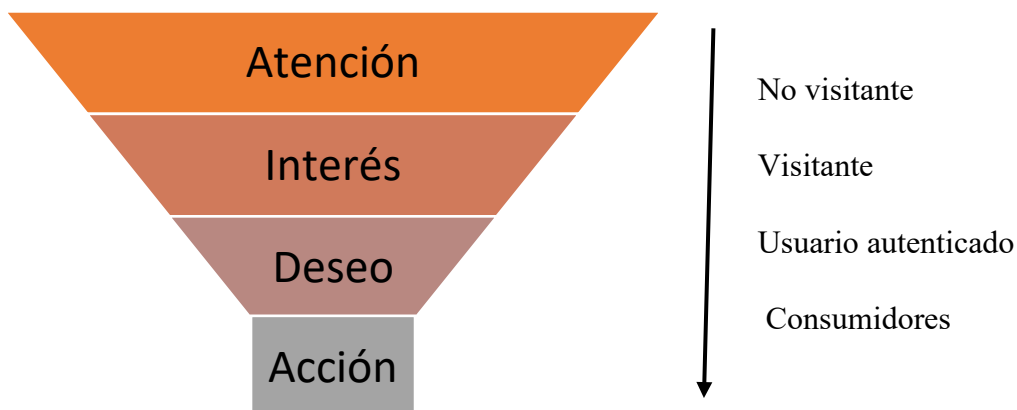 Atención
No visitante
Interés
Visitante
Deseo
Usuario autenticado
Acción
Consumidores